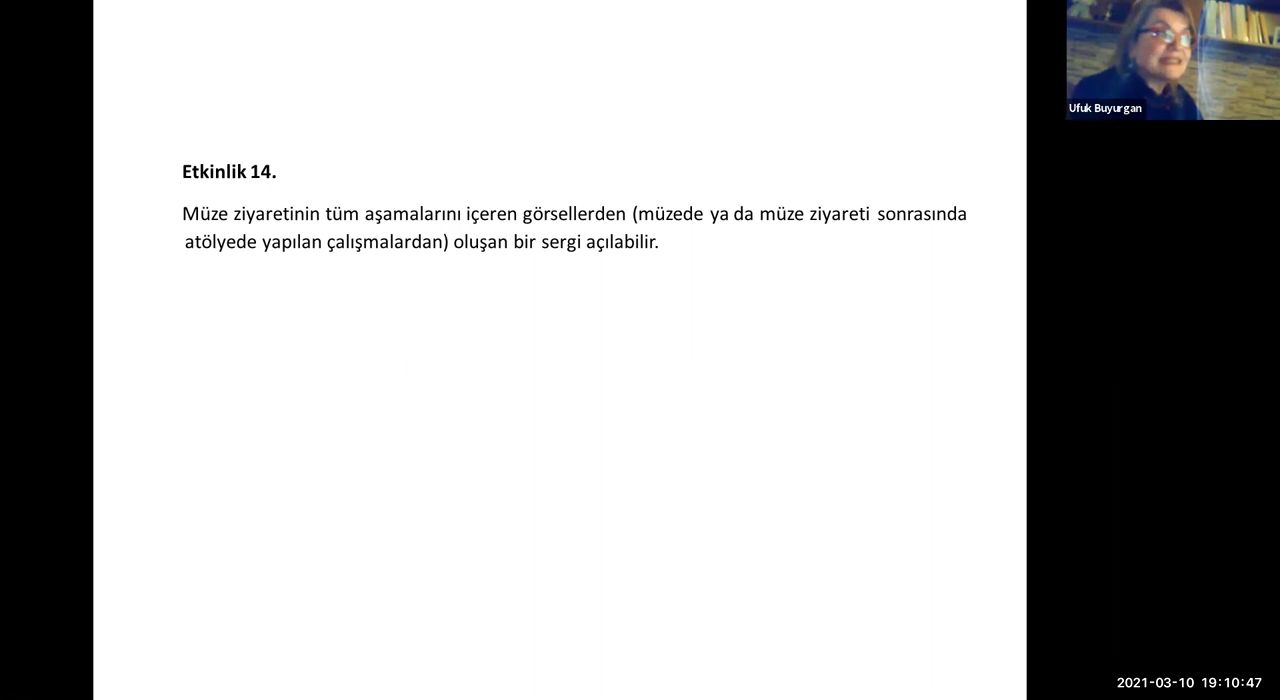 Ufuk Buyurgan
Etkinlik 14.
Müze ziyaretinin tüm aşamalarını içeren görsellerden (müzede ya da müze ziyareti sonrasında
atölyede yapılan çalışmalardan) oluşan bir sergi açılabilir.
2021-03-10 19:10:47